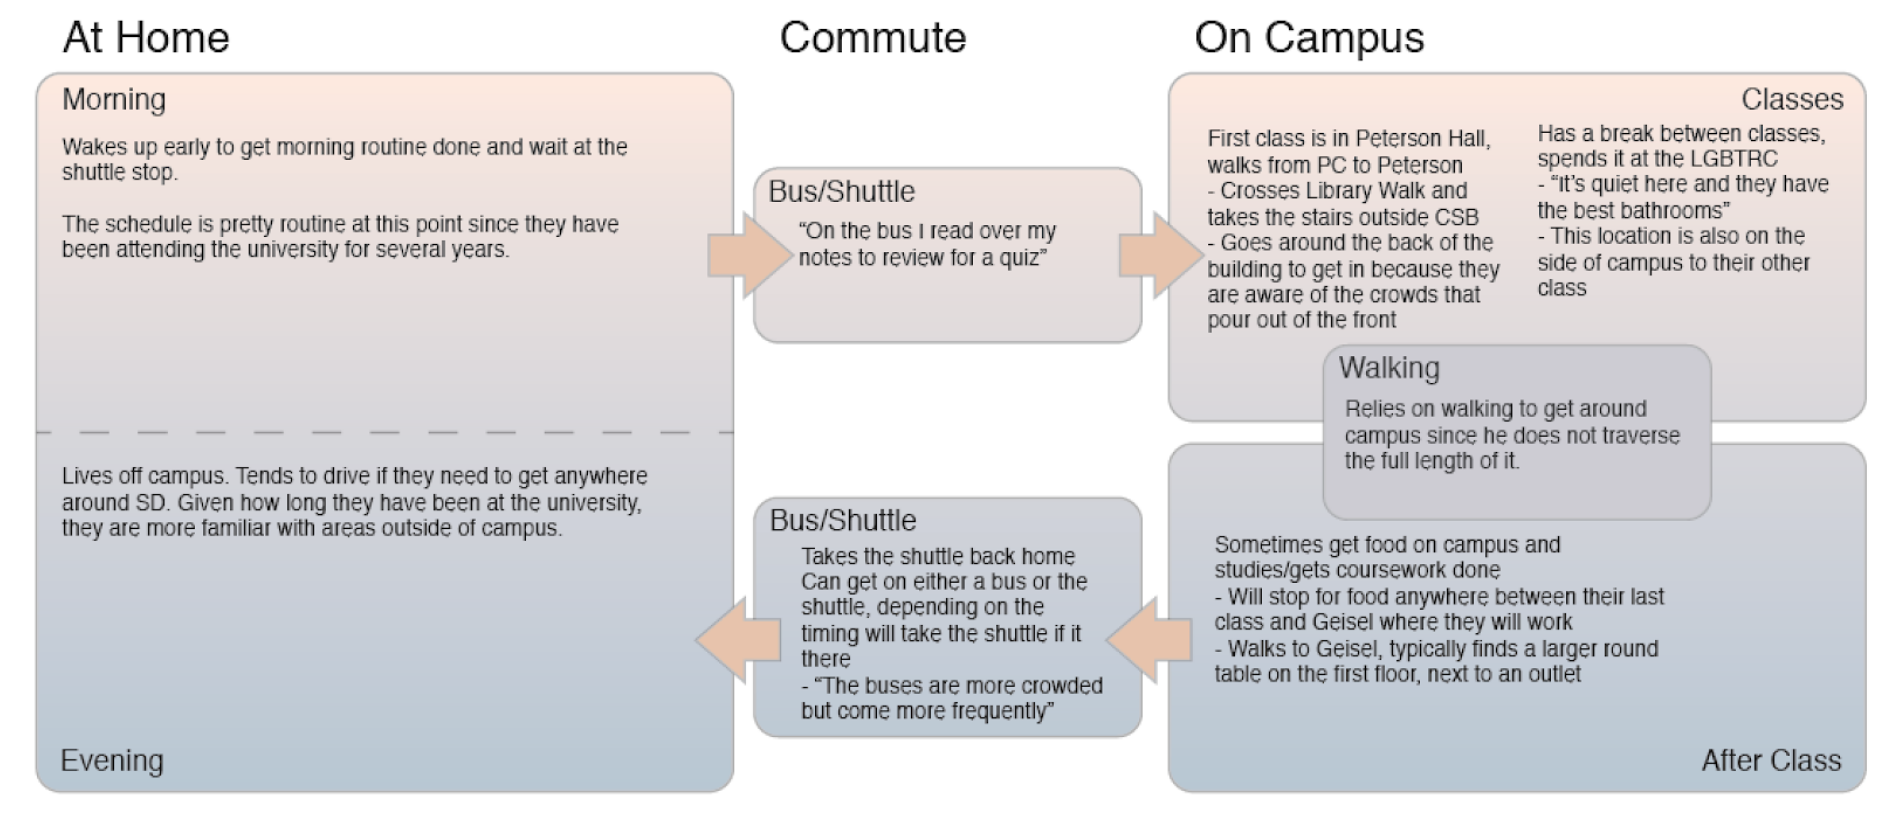 At Home
Morning
Wakes up early to get morning routine done and wait at the
shuttle stop.
The schedule is pretty routine at this point since they have
been attending the university for several years.
Lives off campus. Tends to drive if they need to get anywhere
around SD. Given how long they have been at the university,
they are more familiar with areas outside of campus.
Evening
Commute
Bus/Shuttle
“On the bus I read over my
notes to review for a quiz”
Bus/Shuttle
Takes the shuttle back home
Can get on either a bus or the
shuttle, depending on the
timing will take the shuttle if it
there
- “The buses are more crowded
but come more frequently”
On Campus
Classes
First class is in Peterson Hall,
walks from PC to Peterson
- Crosses Library Walk and
takes the stairs outside CSB
- Goes around the back of the
building to get in because they
are aware of the crowds that
pour out of the front
Has a break between classes,
spends it at the LGBTRC
- “It’s quiet here and they have
the best bathrooms”
- This location is also on the
side of campus to their other
class
Walking
Relies on walking to get around
campus since he does not traverse
the full length of it.
Sometimes get food on campus and
studies/gets coursework done
- Will stop for food anywhere between their last
class and Geisel where they will work
- Walks to Geisel, typically finds a larger round
table on the first floor, next to an outlet
After Class